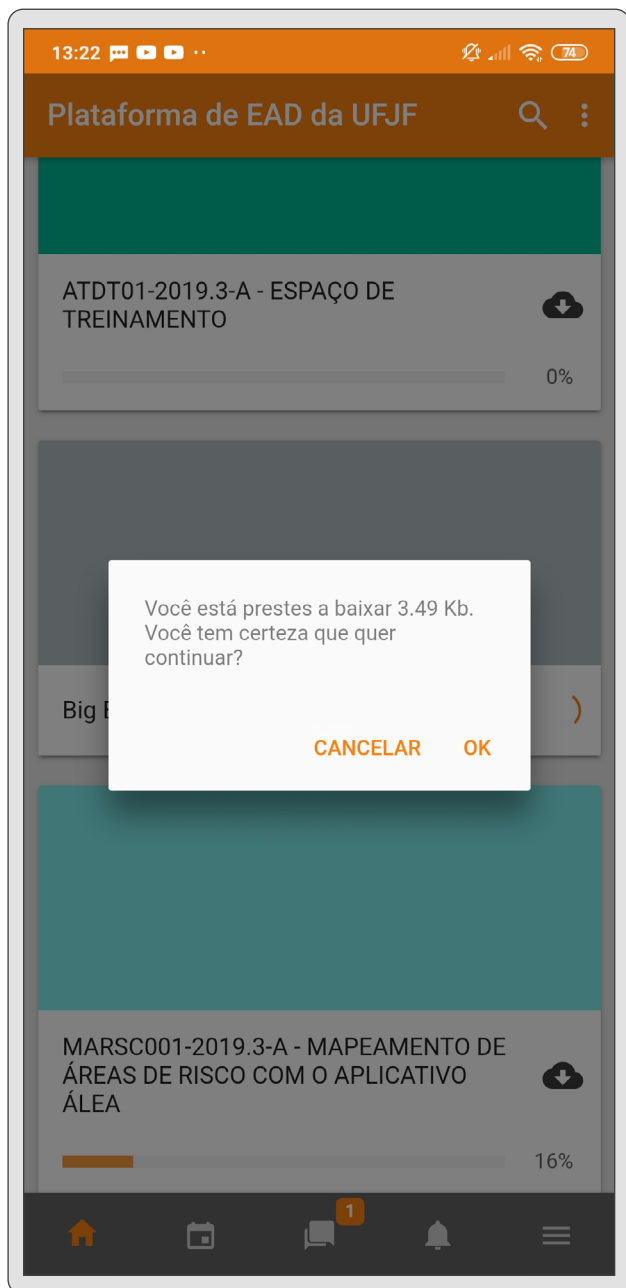 13:22
74
Plataforma de EAD da UFJF
ATDT01-2019.3-A - ESPAÇO DE
TREINAMENTO
0%
Você está prestes a baixar 3.49 Kb.
Você tem certeza que quer
continuar?
CANCELAR OK
Big
MARSC001-2019.3-A - MAPEAMENTO DE
ÁREAS DE RISCO COM O APLICATIVO
ÁLEA
16%
1